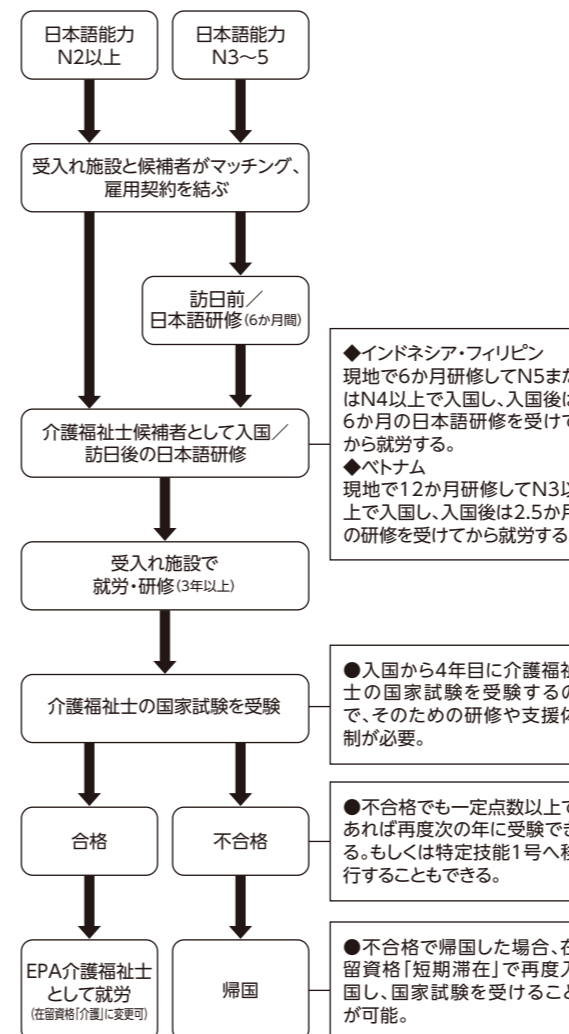 日本語能力
N2以上
日本語能力
N3〜5
受入れ施設と候補者がマッチング、
雇用契約を結ぶ
訪日前／
日本語研修(6か月間)
介護福祉士候補者として入国／
訪日後の日本語研修
◆インドネシア・フィリピン
現地で6か月研修してN5また
はN4以上で入国し、入国後は
6か月の日本語研修を受けて
から就労する。
◆ベトナム
現地で12か月研修してN3以
上で入国し、入国後は2.5か月
の研修を受けてから就労する
受入れ施設で
就労・研修(3年以上)
介護福祉士の国家試験を受験
●入国から4年目に介護福祉
士の国家試験を受験するの
で、そのための研修や支援体
制が必要。
合格
不合格
●不合格でも一定点数以上で
あれば再度次の年に受験でき
る。もしくは特定技能1号へ移
行することもできる。
EPA介護福祉士
として就労
(在留資格「介護」に変更可)
帰国
●不合格で帰国した場合、在
留資格「短期滞在」で再度入
国し、国家試験を受けること
が可能。